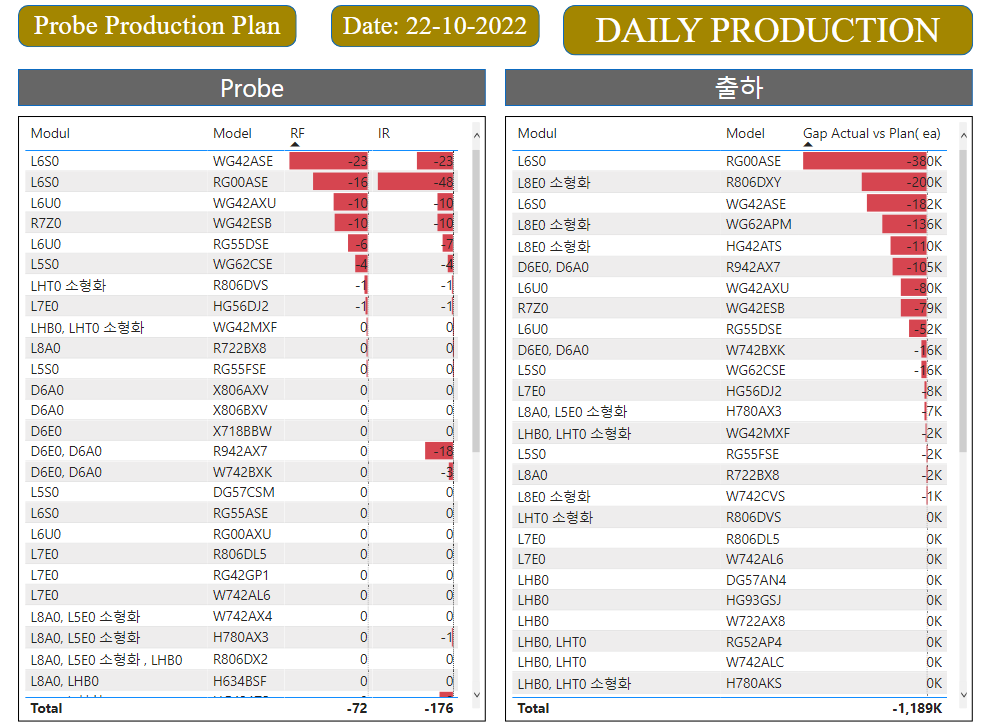 Probe Production Plan
Date: 22-10-2022
DAILY PRODUCTION
Probe
Modul Model RF IR
L6S0 WG42ASE -23 -23
L6S0 RG00ASE -16 -48
L6U0 WG42AXU -10 -10
R7Z0 WG42ESB -10 -10
L6U0 RG55DSE -6 -7
L5S0 WG62CSE -4 -4
LHT0 소형화 R806DVS -1 -1
L7E0 HG56DJ2 -1 -1
LHB0, LHT0 소형화 WG42MXF 0 0
L8A0 R722BX8 0 0
L5S0 RG55FSE 0 0
D6A0 X806AXV 0 0
D6A0 X806BXV 0 0
D6E0 X718BBW 0 0
D6E0, D6A0 R942AX7 0 -18
D6E0, D6A0 W742BXK 0 -3
L5S0 DG57CSM 0 0
L6S0 RG55ASE 0 0
L6U0 RG00AXU 0 0
L7E0 R806DL5 0 0
L7E0 RG42GP1 0 0
L7E0 W742AL6 0 0
L8A0, L5E0 소형화 W742AX4 0 0
L8A0, L5E0 소형화 H780AX3 0 -1
L8A0, L5E0 소형화 , LHB0 R806DX2 0 0
L8A0, LHB0 H634BSF 0 0
Total -72 -176
출하
Modul Model Gap Actual vs Plan( ea)
L6S0 RG00ASE -380K
L8E0 소형화 R806DXY -200K
L6S0 WG42ASE -182K
L8E0 소형화 WG62APM -136K
L8E0 소형화 HG42ATS -110K
D6E0, D6A0 R942AX7 -105K
L6U0 WG42AXU -80K
R7Z0 WG42ESB -79K
L6U0 RG55DSE -52K
D6E0, D6A0 W742BXK -16K
L5S0 WG62CSE -16K
L7E0 HG56DJ2 -8K
L8A0, L5E0 소형화 H780AX3 -7K
LHB0, LHT0 소형화 WG42MXF -2K
L5S0 RG55FSE -2K
L8A0 R722BX8 -2K
L8E0 소형화 W742CVS -1K
LHT0 소형화 R806DVS 0K
L7E0 R806DL5 0K
L7E0 W742AL6 0K
LHB0 DG57AN4 0K
LHB0 HG93GSJ 0K
LHB0 W722AX8 0K
LHB0, LHT0 RG52AP4 0K
LHB0, LHT0 W742ALC 0K
LHB0, LHT0 소형화 H780AKS 0K
Total -1,189K